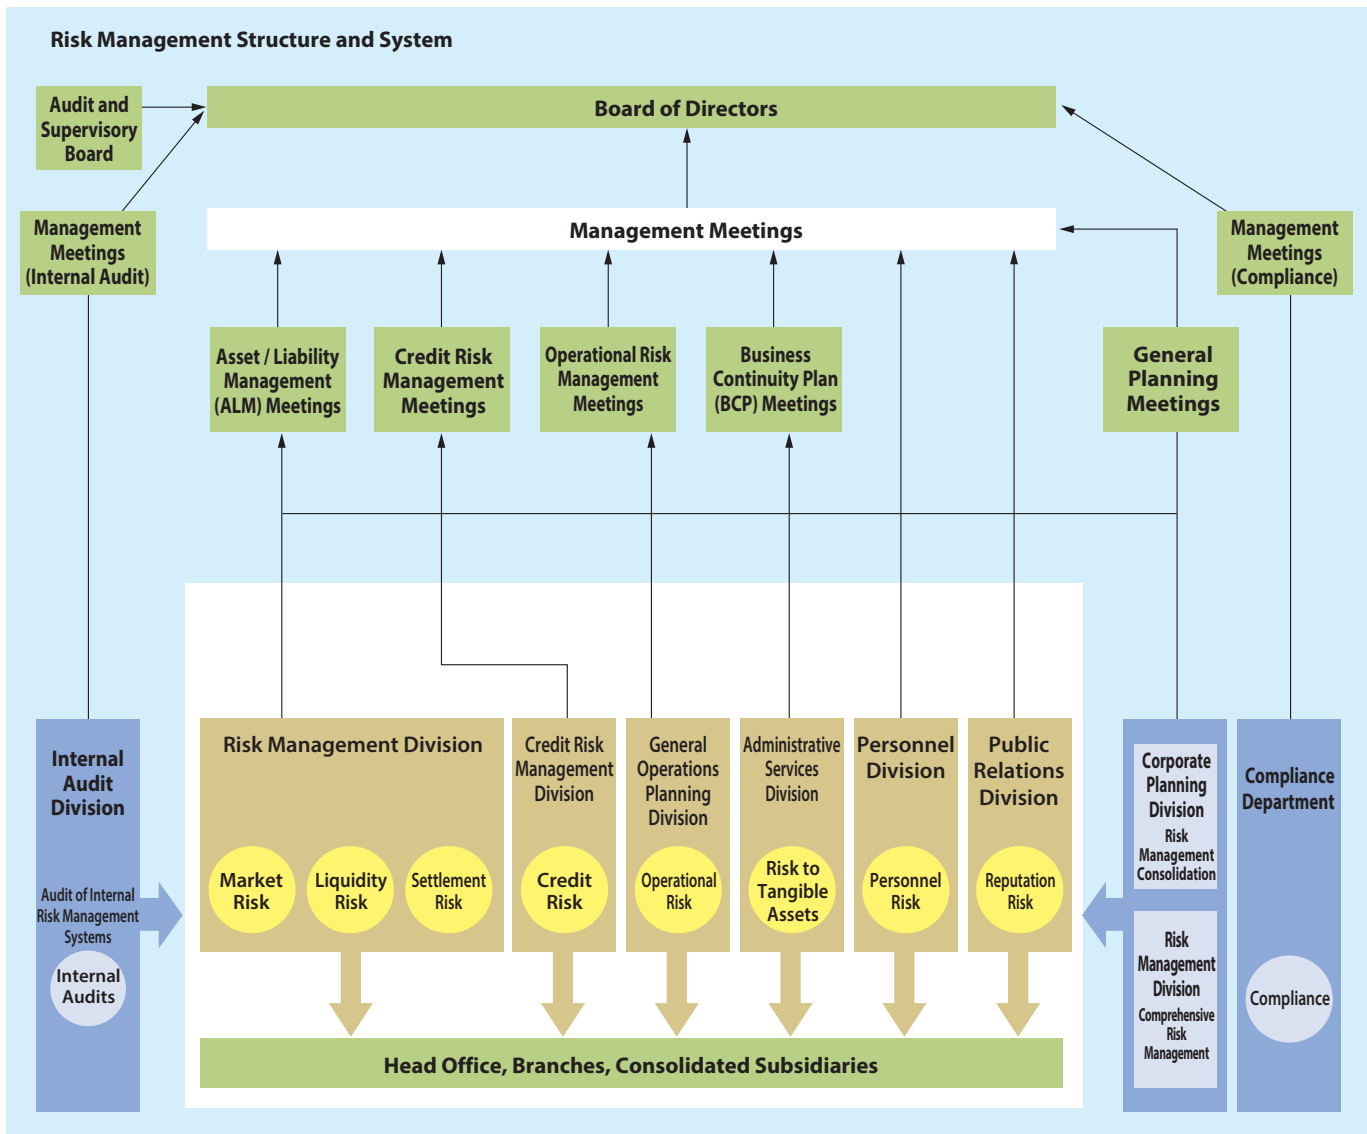 Risk Management Structure and System
Audit and
Supervisory
Board
Board of Directors
Management
Meetings
(Internal Audit)
Management Meetings
Management
Meetings
(Compliance)
Asset / Liability
Management
(ALM) Meetings
Credit Risk
Management
Meetings
Operational Risk
Management
Meetings
Business
Continuity Plan
(BCP) Meetings
General
Planning
Meetings
Internal
Audit
Division
Audit of Internal
Risk Management
Systems
Internal
Audits
Risk Management Division
Market
Risk
Liquidity
Risk
Settlement
Risk
Credit Risk
Management
Division
Credit
Risk
General
Operations
Planning
Division
Operational
Risk
Administrative
Services
Division
Risk to
Tangible
Assets
Personnel
Division
Personnel
Risk
Public
Relations
Division
Reputation
Risk
Head Office, Branches, Consolidated Subsidiaries
Corporate
Planning
Division
Risk
Management
Consolidation
Risk
Management
Division
Comprehensive
Risk
Management
Compliance
Department
Compliance